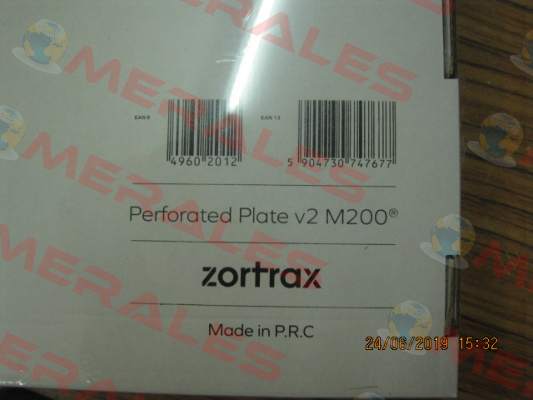 EAN 8
4960 2012
EAN 13
5 904730 747677
Perforated Plate v2 M200®
zortrax
Made in P.R.C
24/06/2019 15:32
MERALES
MERALES
MERALES
MERALES